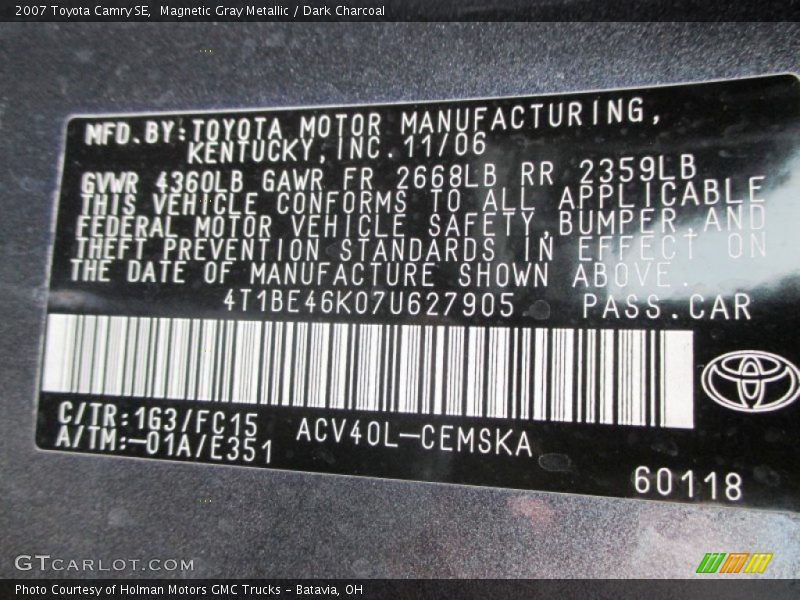 2007 Toyota Camry SE, Magnetic Gray Metallic / Dark Charcoal
MFD. BY: TOYOTA MOTOR MANUFACTURING,
KENTUCKY, INC. 11/06
GVWR 4360LB GAWR FR 2668LB RR 2359LB
THIS VEHICLE CONFORMS TO ALL APPLICABLE
FEDERAL MOTOR VEHICLE SAFETY, BUMPER, AND
THEFT PREVENTION STANDARDS IN EFFECT ON
THE DATE OF MANUFACTURE SHOWN ABOVE.
4T1BE46K07U627905 PASS. CAR
C/TR: 1G3/FC15 ACV40L-CEMSKA
A/TM:-01A/E351
60118
GTCARLOT.COM
Photo Courtesy of Holman Motors GMC Trucks - Batavia, OH